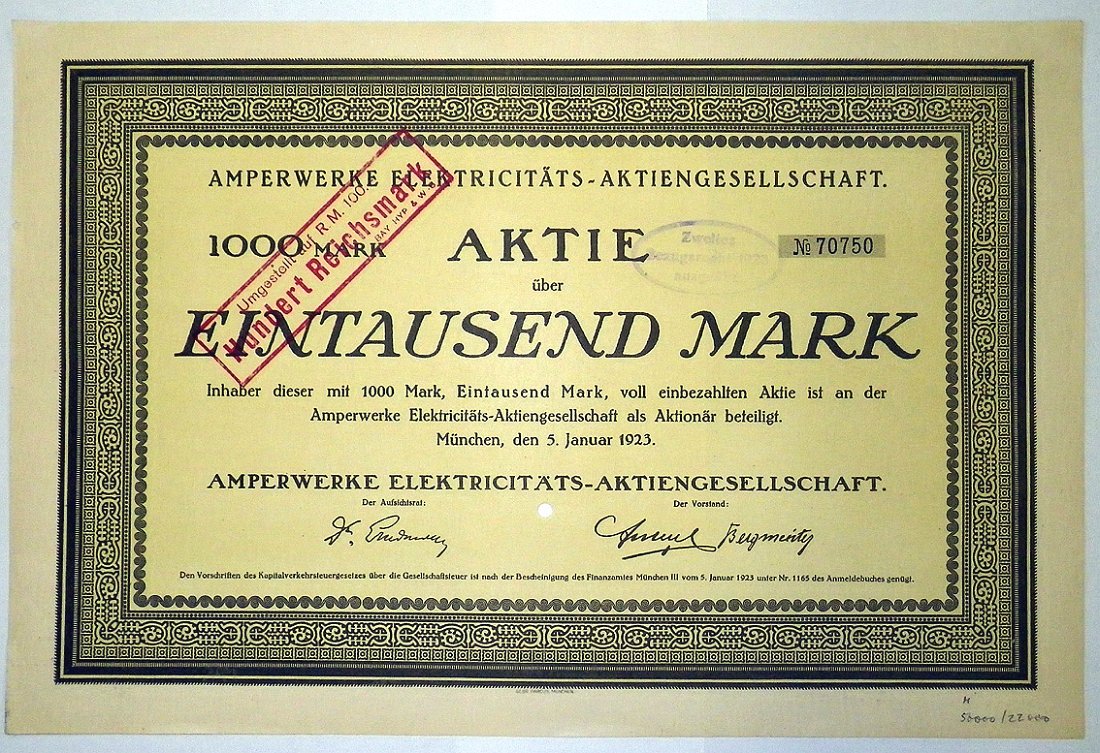 AMPERWERKE ELEKTRICITÄTS-AKTIENGESELLSCHAFT.
Umgestellt auf R.M. 100.-
Hundert Reichsmark
BAY HYP & W.B.
1000 MARK
AKTIE
Zweites
№ 70750
über
EINTAUSEND MARK
Inhaber dieser mit 1000 Mark, Eintausend Mark, voll einbezahlten Aktie ist an der
Amperwerke Elektricitäts-Aktiengesellschaft als Aktionär beteiligt.
München, den 5. Januar 1923.
AMPERWERKE ELEKTRICITÄTS-AKTIENGESELLSCHAFT.
Der Aufsichtsrat:
Der Vorstand:
Dr.
Den Vorschriften des Kapitalverkehrsteuergesetzes über die Gesellschaftsteuer ist nach der Bescheinigung des Finanzamtes München III vom 5. Januar 1923 unter Nr. 1165 des Anmeldebuches genügt.
MÜNCHEN
50000/22000